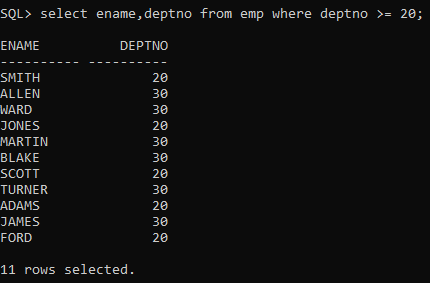 SQL> select ename,deptno from emp where deptno >= 20;
ENAME          DEPTNO
---------- ----------
SMITH              20
ALLEN              30
WARD               30
JONES              20
MARTIN             30
BLAKE              30
SCOTT              20
TURNER             30
ADAMS              20
JAMES              30
FORD               20
11 rows selected.